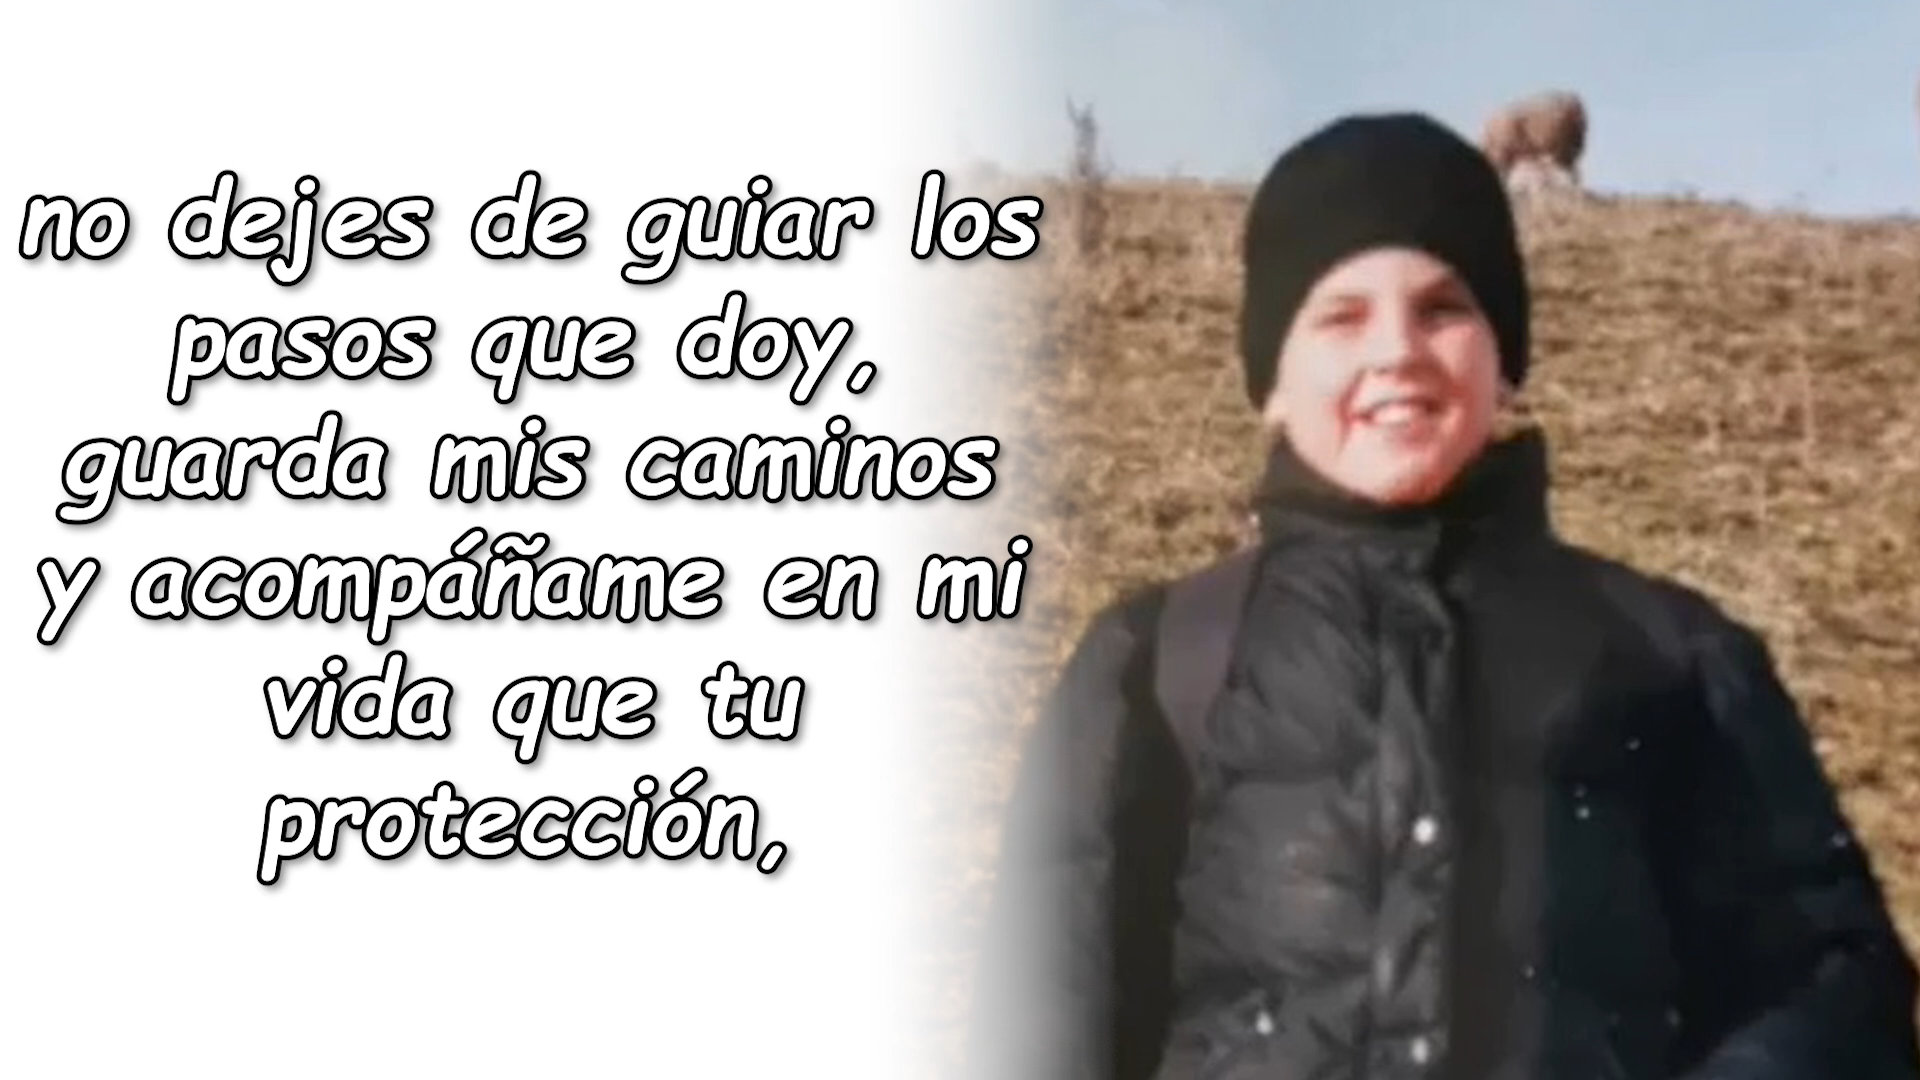 no dejes de guiar los
pasos que doy,
guarda mis caminos
y acompáñame en mi
vida que tu
protección,